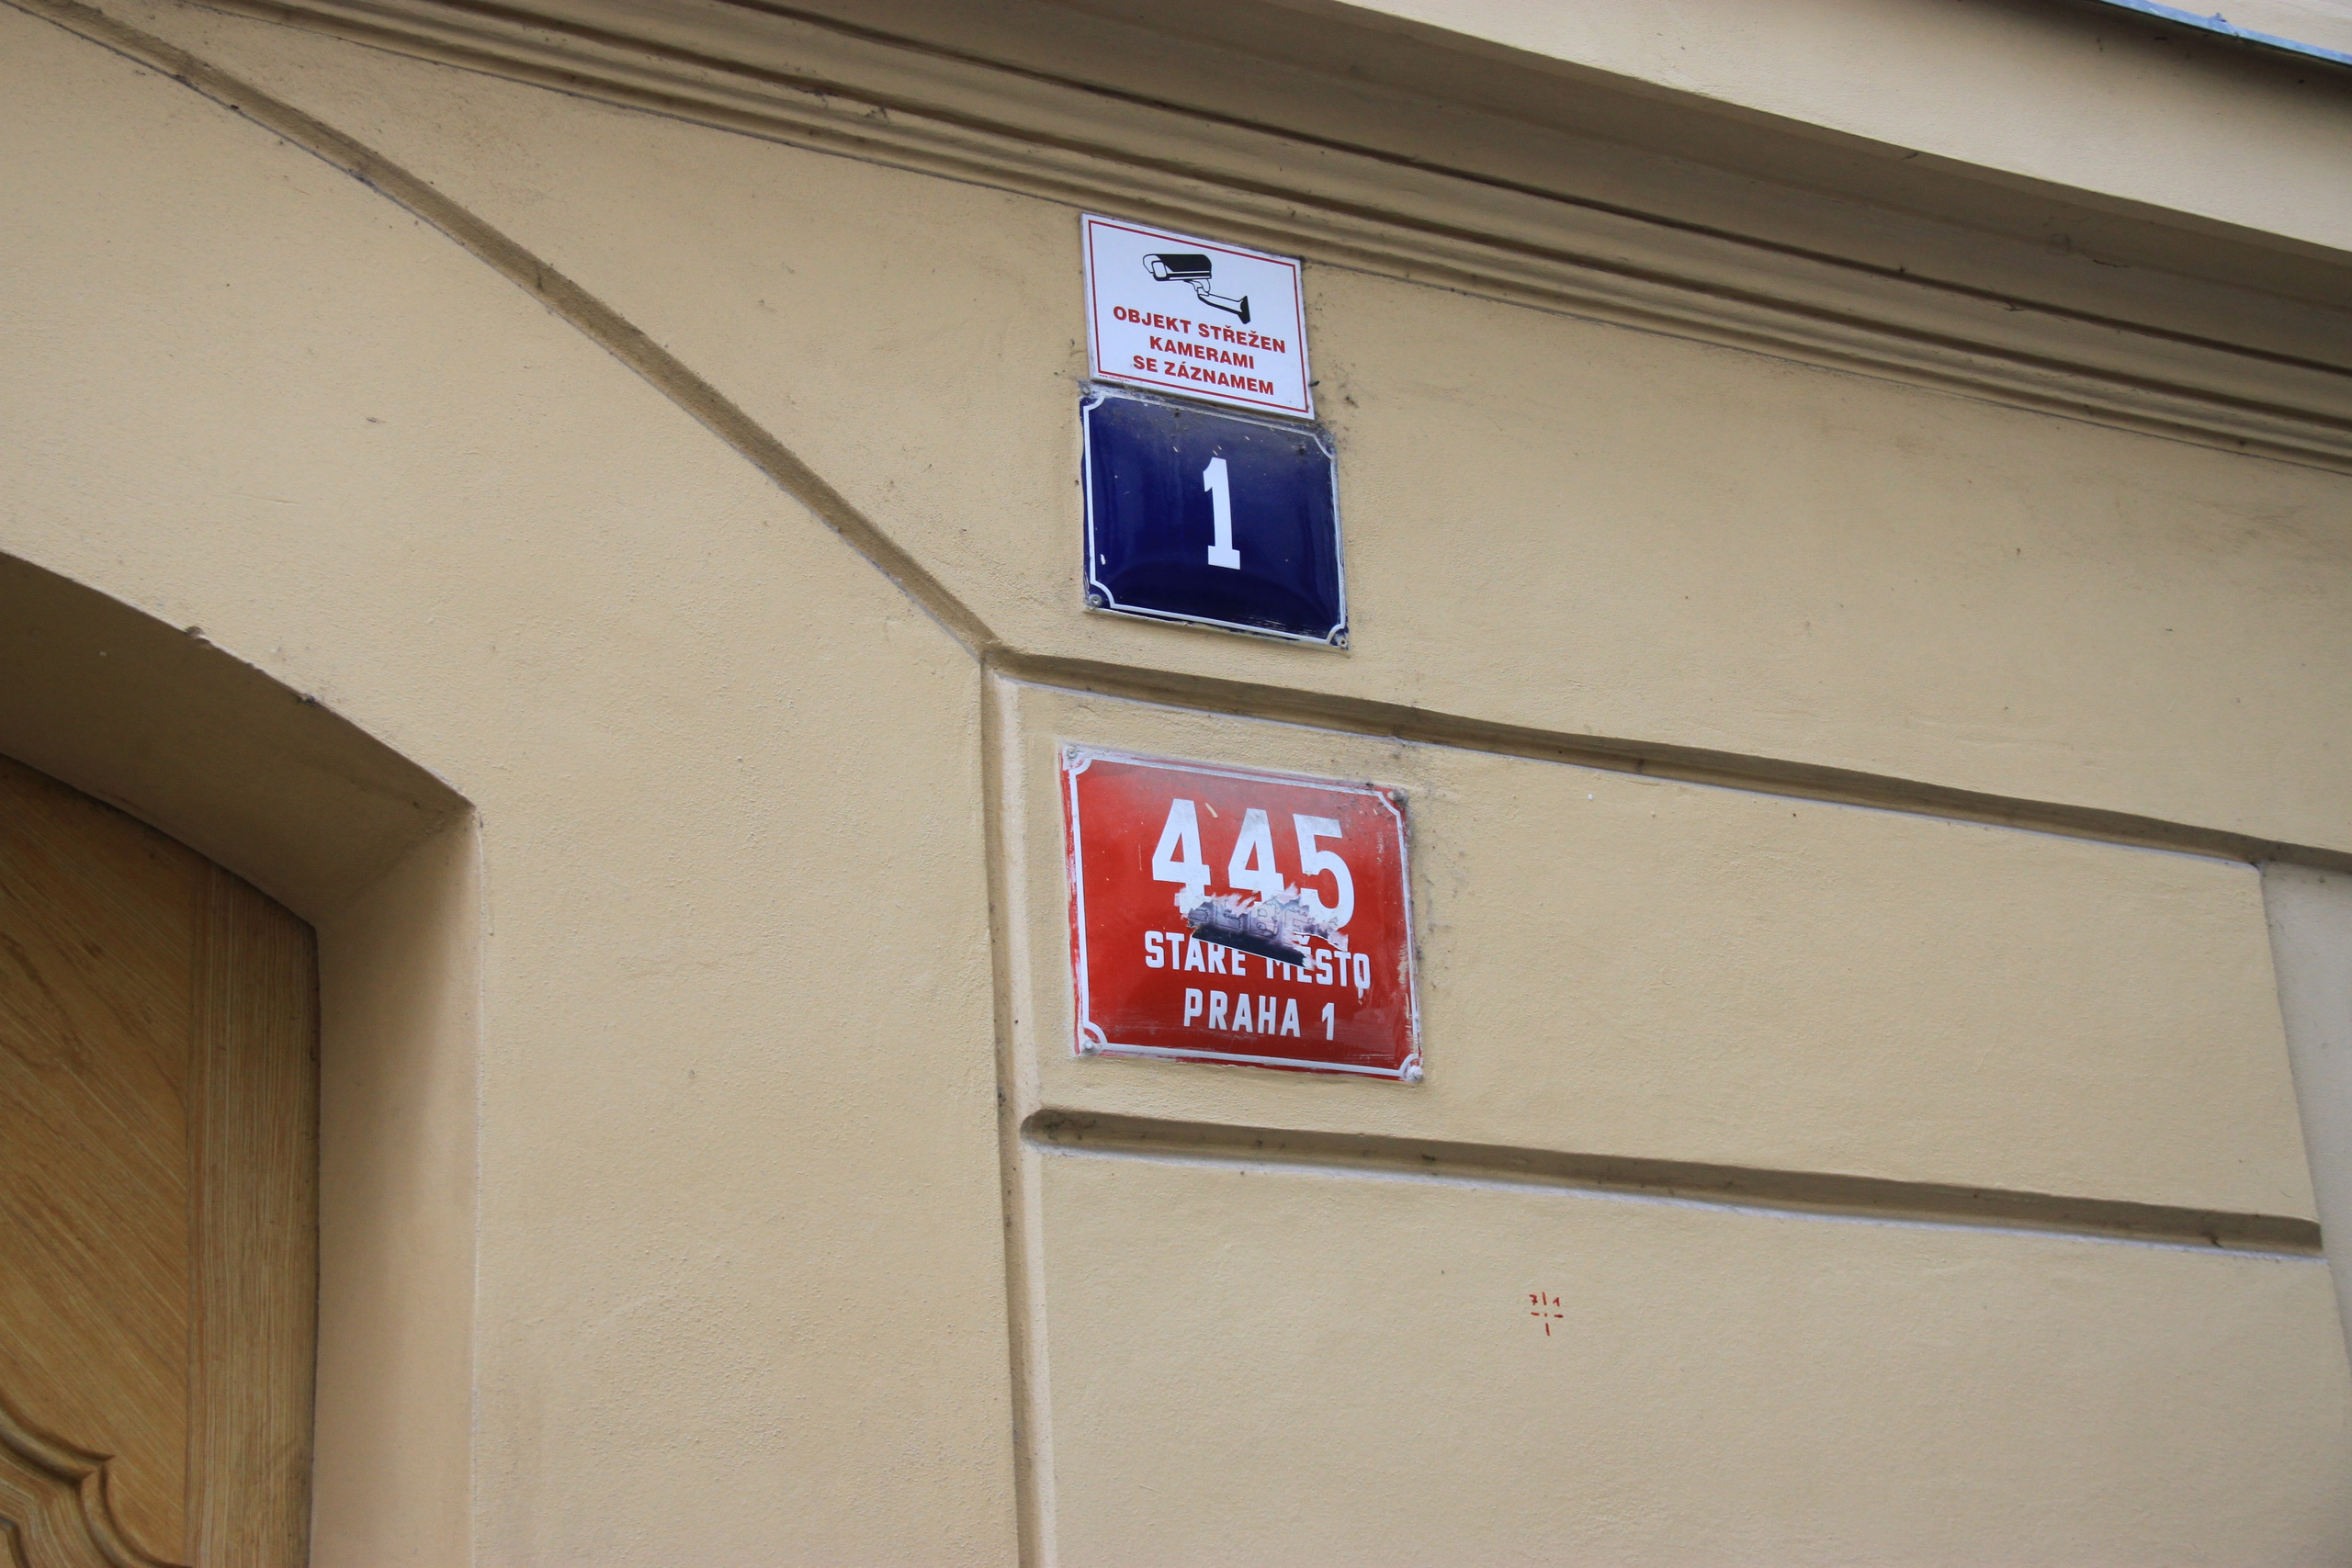 OBJEKT STŘEŽEN
KAMERAMI
SE ZÁZNAMEM
1
445
STARÉ MĚSTO
PRAHA 1